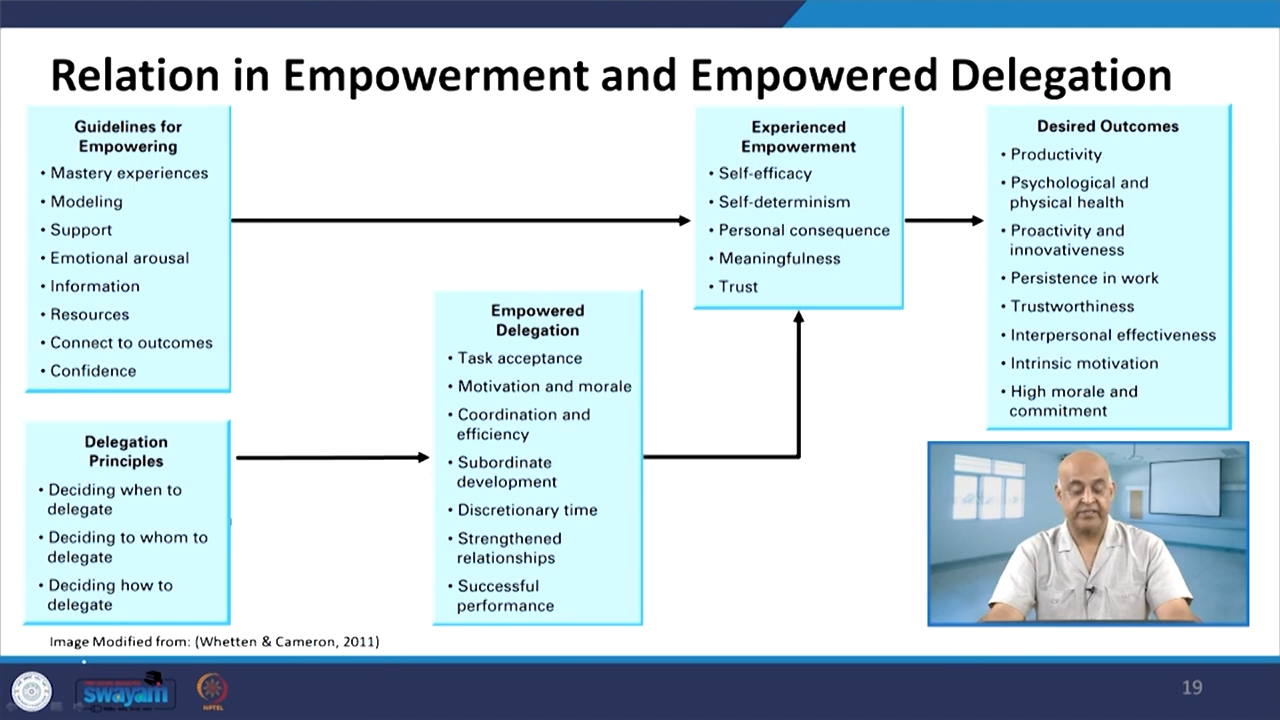 Relation in Empowerment and Empowered Delegation
Guidelines for
Empowering
• Mastery experiences
• Modeling
• Support
• Emotional arousal
• Information
• Resources
• Connect to outcomes
• Confidence
Delegation
Principles
• Deciding when to
delegate
• Deciding to whom to
delegate
• Deciding how to
delegate
Empowered
Delegation
• Task acceptance
• Motivation and morale
• Coordination and
efficiency
• Subordinate
development
• Discretionary time
• Strengthened
relationships
• Successful
performance
Experienced
Empowerment
• Self-efficacy
• Self-determinism
• Personal consequence
• Meaningfulness
• Trust
Desired Outcomes
• Productivity
• Psychological and
physical health
• Proactivity and
innovativeness
• Persistence in work
• Trustworthiness
• Interpersonal effectiveness
• Intrinsic motivation
• High morale and
commitment
Image Modified from: (Whetten & Cameron, 2011)
swayam
NPTEL
19